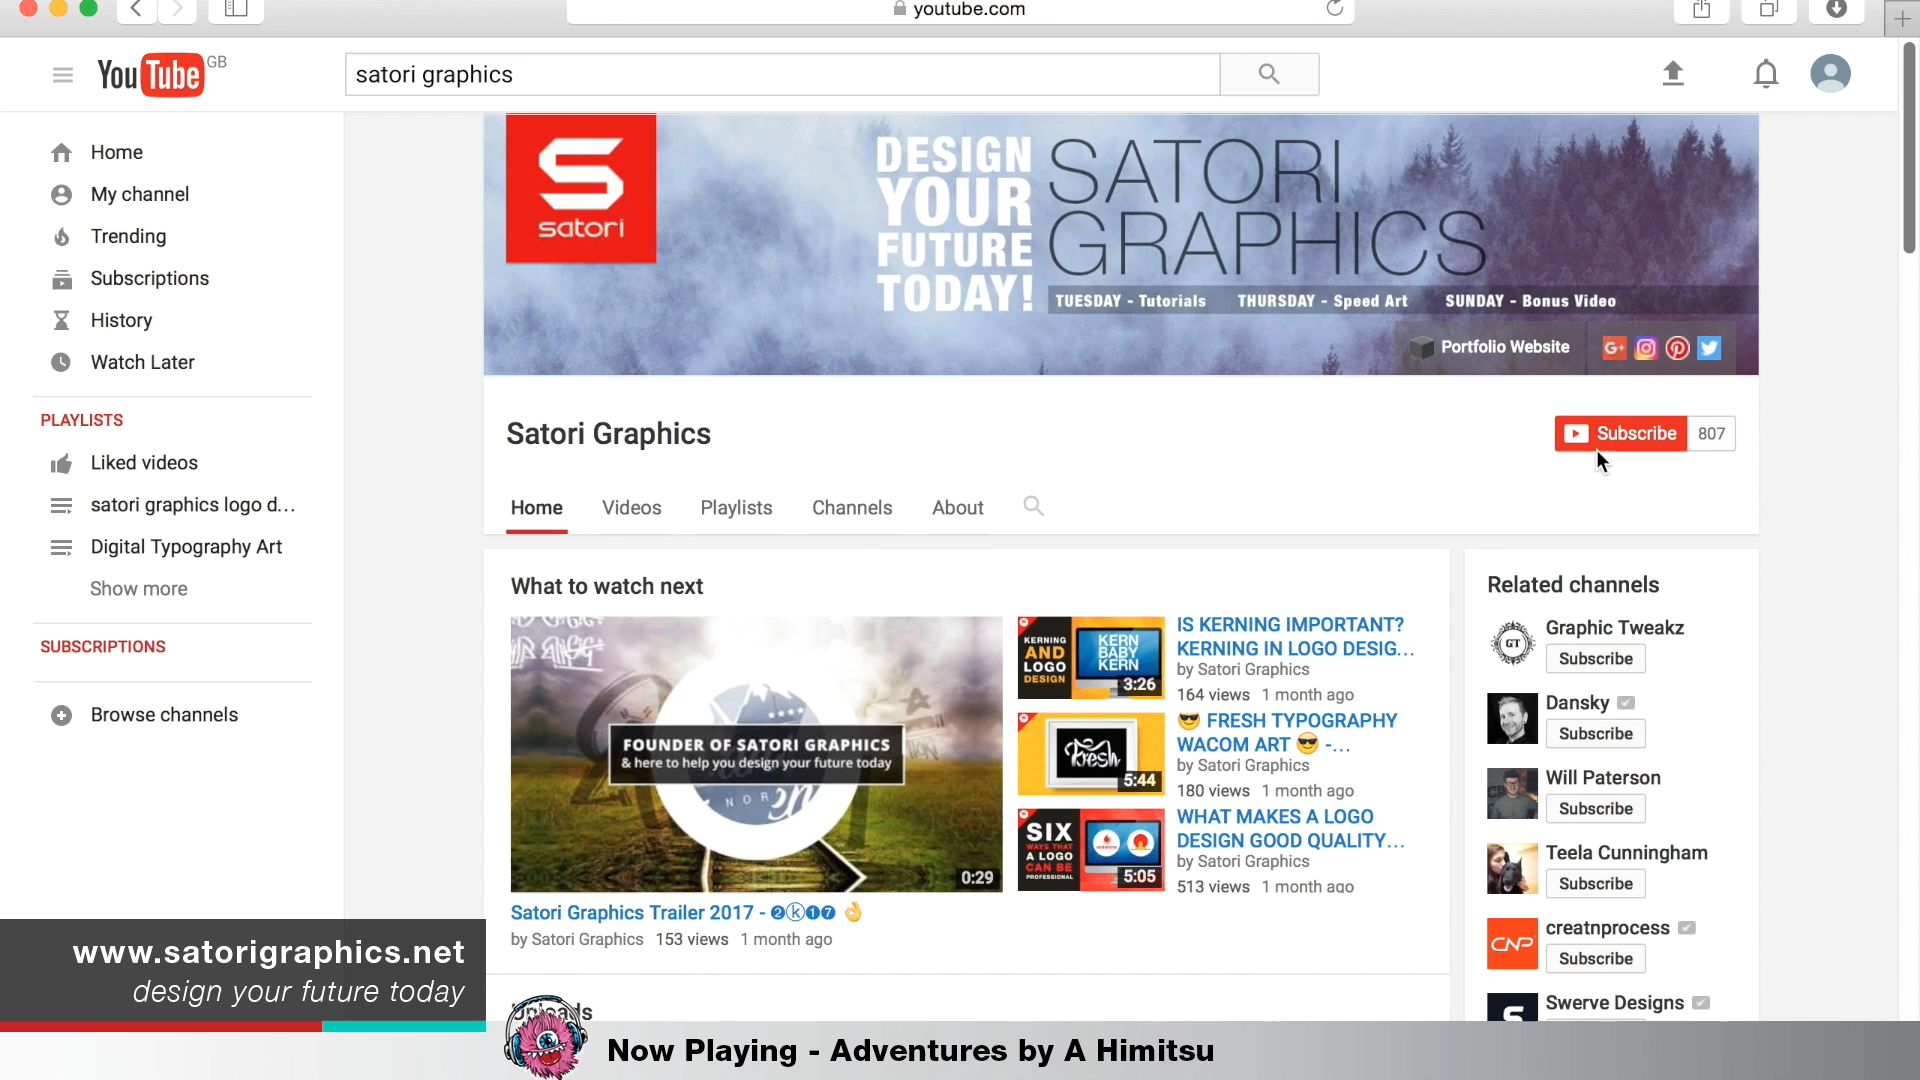 youtube.com
YouTube GB
satori graphics
Home
My channel
Trending
Subscriptions
History
Watch Later
PLAYLISTS
Liked videos
satori graphics logo d...
Digital Typography Art
Show more
SUBSCRIPTIONS
Browse channels
S
satori
DESIGN
YOUR
FUTURE
TODAY!
SATORI
GRAPHICS
TUESDAY - Tutorials THURSDAY - Speed Art SUNDAY - Bonus Video
Portfolio Website
G+
Satori Graphics
Subscribe 807
Home Videos Playlists Channels About
What to watch next
FOUNDER OF SATORI GRAPHICS
& here to help you design your future today
NOR
0:29
Satori Graphics Trailer 2017 - ❷ⓚ❶❼ 👌
by Satori Graphics 153 views 1 month ago
KERNING
AND
LOGO
DESIGN
KERN
BABY
KERN
3:26
IS KERNING IMPORTANT?
KERNING IN LOGO DESIG...
by Satori Graphics
164 views 1 month ago
Fresh
5:44
😎 FRESH TYPOGRAPHY
WACOM ART 😎 -...
by Satori Graphics
180 views 1 month ago
SIX
WAYS THAT
A LOGO
CAN BE
PROFESSIONAL
5:05
WHAT MAKES A LOGO
DESIGN GOOD QUALITY...
by Satori Graphics
513 views 1 month ago
Uploads
Related channels
GT
Graphic Tweakz
Subscribe
Dansky
Subscribe
Will Paterson
Subscribe
Teela Cunningham
Subscribe
CNP
creatnprocess
Subscribe
S
Swerve Designs
www.satorigraphics.net
design your future today
Now Playing - Adventures by A Himitsu